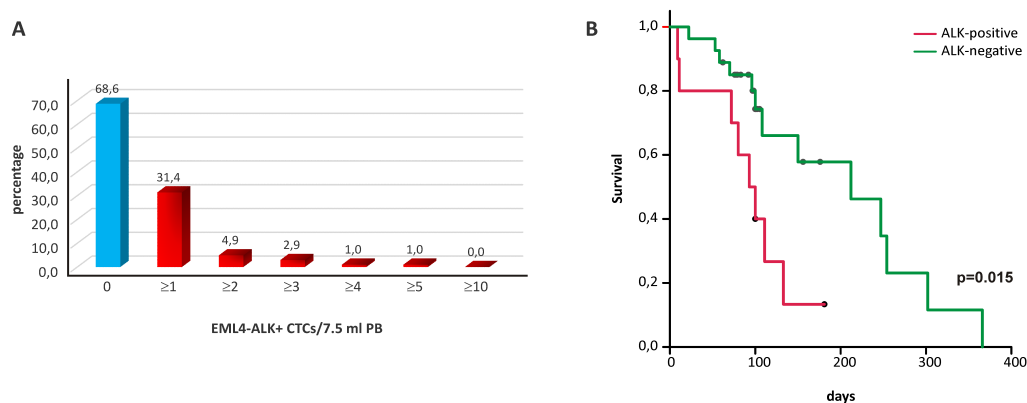 A
percentage
70,0
60,0
50,0
40,0
30,0
20,0
10,0
0,0
68,6
31,4
4,9
2,9
1,0
1,0
0,0
0 ≥1 ≥2 ≥3 ≥4 ≥5 ≥10
EML4-ALK+ CTCs/7.5 ml PB
B
ALK-positive
ALK-negative
Survival
1,0
0,8
0,6
0,4
0,2
0,0
p=0.015
0 100 200 300 400
days